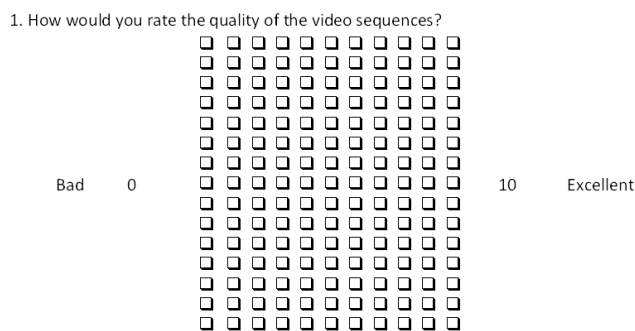 1. How would you rate the quality of the video sequences?
Bad 0 10 Excellent